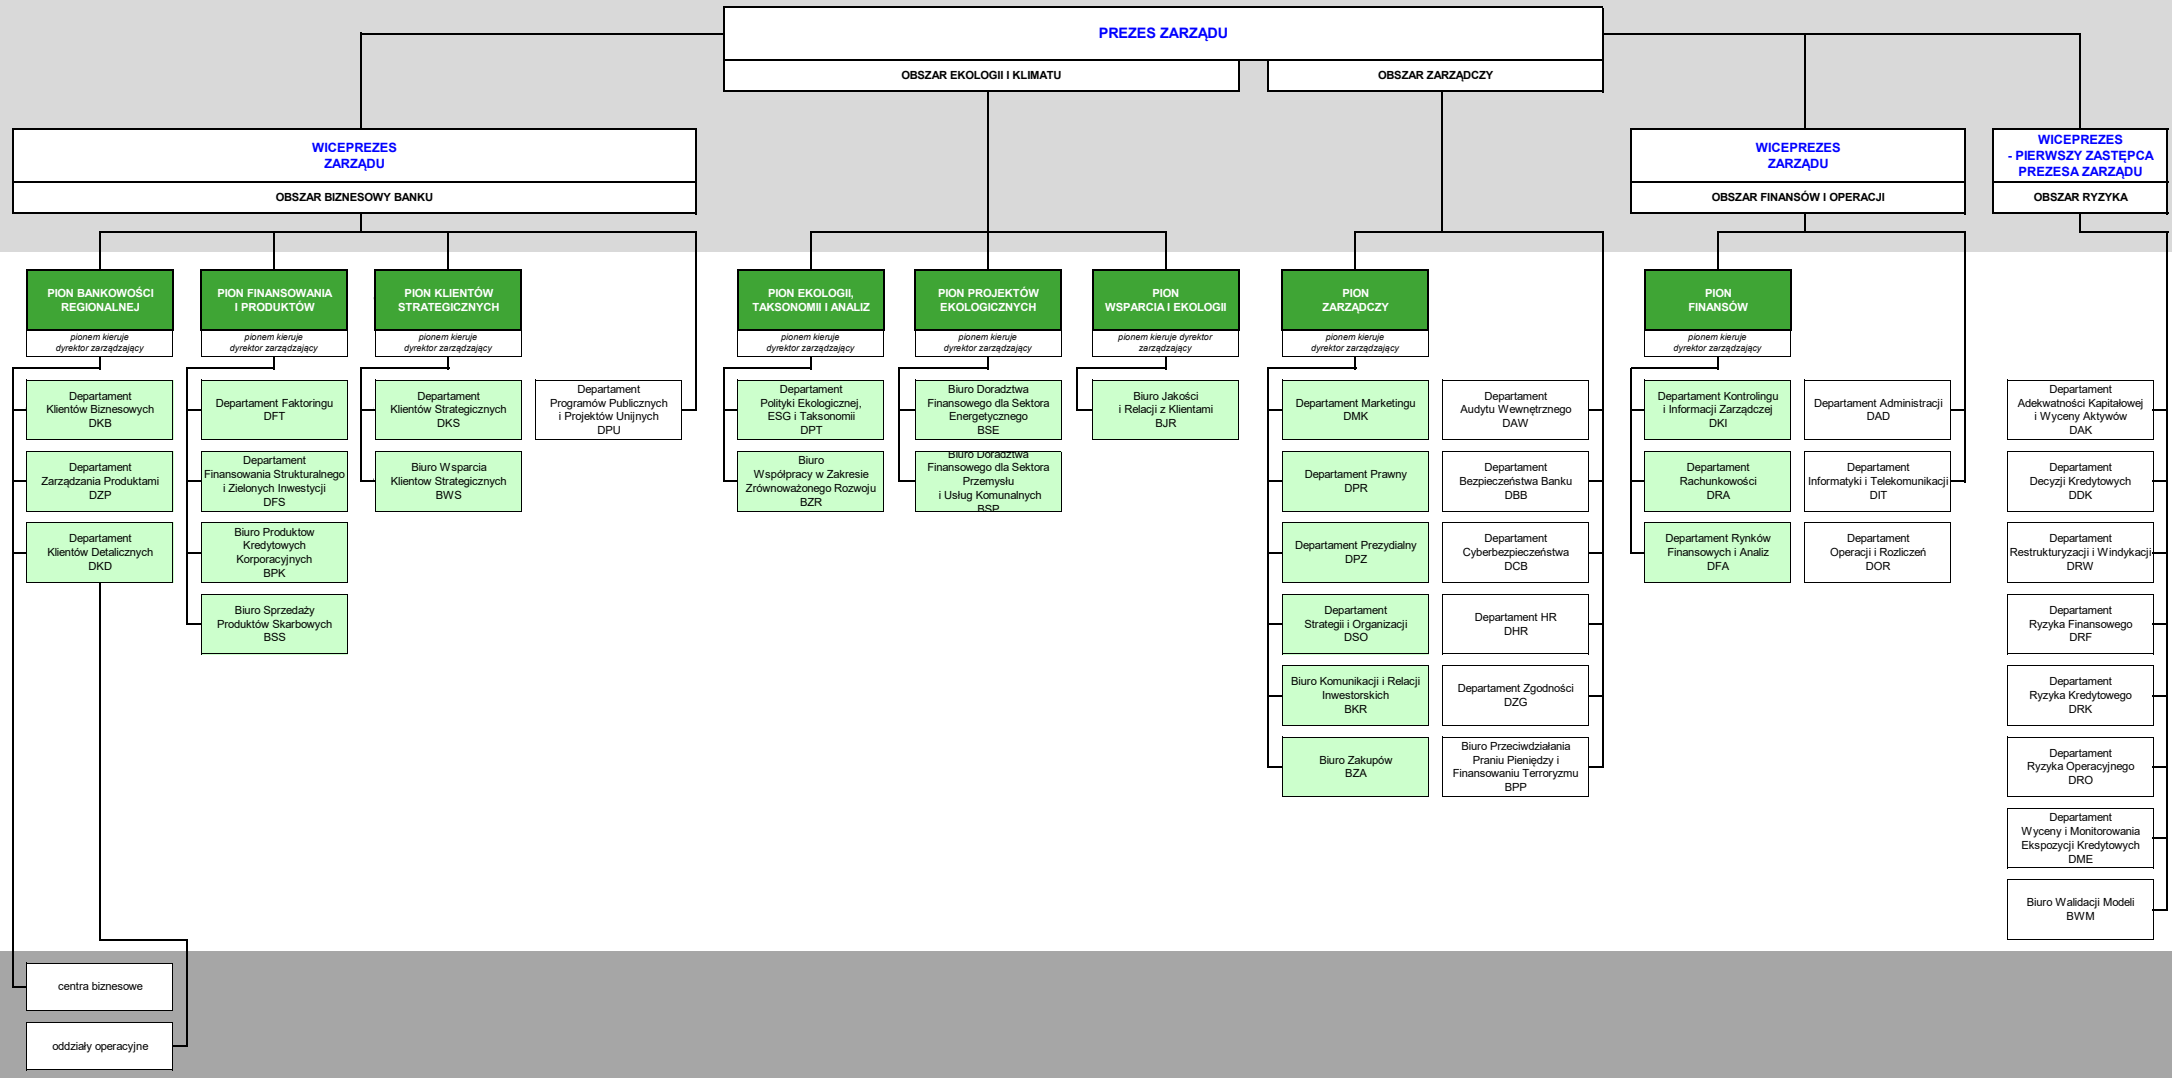 PREZES ZARZĄDU
OBSZAR EKOLOGII I KLIMATU
OBSZAR ZARZĄDCZY
WICEPREZES
ZARZĄDU
OBSZAR BIZNESOWY BANKU
WICEPREZES
ZARZĄDU
OBSZAR FINANSÓW I OPERACJI
WICEPREZES
- PIERWSZY ZASTĘPCA
PREZESA ZARZĄDU
OBSZAR RYZYKA
PION BANKOWOŚCI
REGIONALNEJ
pionem kieruje
dyrektor zarządzający
Departament
Klientów Biznesowych
DKB
Departament
Zarządzania Produktami
DZP
Departament
Klientów Detalicznych
DKD
PION FINANSOWANIA
I PRODUKTÓW
pionem kieruje
dyrektor zarządzający
Departament Faktoringu
DFT
Departament
Finansowania Strukturalnego
i Zielonych Inwestycji
DFS
Biuro Produktow
Kredytowych
Korporacyjnych
BPK
Biuro Sprzedaży
Produktów Skarbowych
BSS
PION KLIENTÓW
STRATEGICZNYCH
pionem kieruje
dyrektor zarządzający
Departament
Klientów Strategicznych
DKS
Biuro Wsparcia
Klientow Strategicznych
BWS
Departament
Programów Publicznych
i Projektów Unijnych
DPU
PION EKOLOGII,
TAKSONOMII I ANALIZ
pionem kieruje
dyrektor zarządzający
Departament
Polityki Ekologicznej,
ESG i Taksonomii
DPT
Biuro
Współpracy w Zakresie
Zrównoważonego Rozwoju
BZR
PION PROJEKTÓW
EKOLOGICZNYCH
pionem kieruje
dyrektor zarządzający
Biuro Doradztwa
Finansowego dla Sektora
Energetycznego
BSE
Biuro Doradztwa
Finansowego dla Sektora
Przemysłu
i Usług Komunalnych
BSP
PION
WSPARCIA I EKOLOGII
pionem kieruje dyrektor
zarządzający
Biuro Jakości
i Relacji z Klientami
BJR
PION
ZARZĄDCZY
pionem kieruje
dyrektor zarządzający
Departament Marketingu
DMK
Departament Prawny
DPR
Departament Prezydialny
DPZ
Departament
Strategii i Organizacji
DSO
Biuro Komunikacji i Relacji
Inwestorskich
BKR
Biuro Zakupów
BZA
Departament
Audytu Wewnętrznego
DAW
Departament
Bezpieczeństwa Banku
DBB
Departament
Cyberbezpieczeństwa
DCB
Departament HR
DHR
Departament Zgodności
DZG
Biuro Przeciwdziałania
Praniu Pieniędzy i
Finansowaniu Terroryzmu
BPP
PION
FINANSÓW
pionem kieruje
dyrektor zarządzający
Departament Kontrolingu
i Informacji Zarządczej
DKI
Departament
Rachunkowości
DRA
Departament Rynków
Finansowych i Analiz
DFA
Departament Administracji
DAD
Departament
Informatyki i Telekomunikacji
DIT
Departament
Operacji i Rozliczeń
DOR
Departament
Adekwatności Kapitałowej
i Wyceny Aktywów
DAK
Departament
Decyzji Kredytowych
DDK
Departament
Restrukturyzacji i Windykacji
DRW
Departament
Ryzyka Finansowego
DRF
Departament
Ryzyka Kredytowego
DRK
Departament
Ryzyka Operacyjnego
DRO
Departament
Wyceny i Monitorowania
Ekspozycji Kredytowych
DME
Biuro Walidacji Modeli
BWM
centra biznesowe
oddziały operacyjne